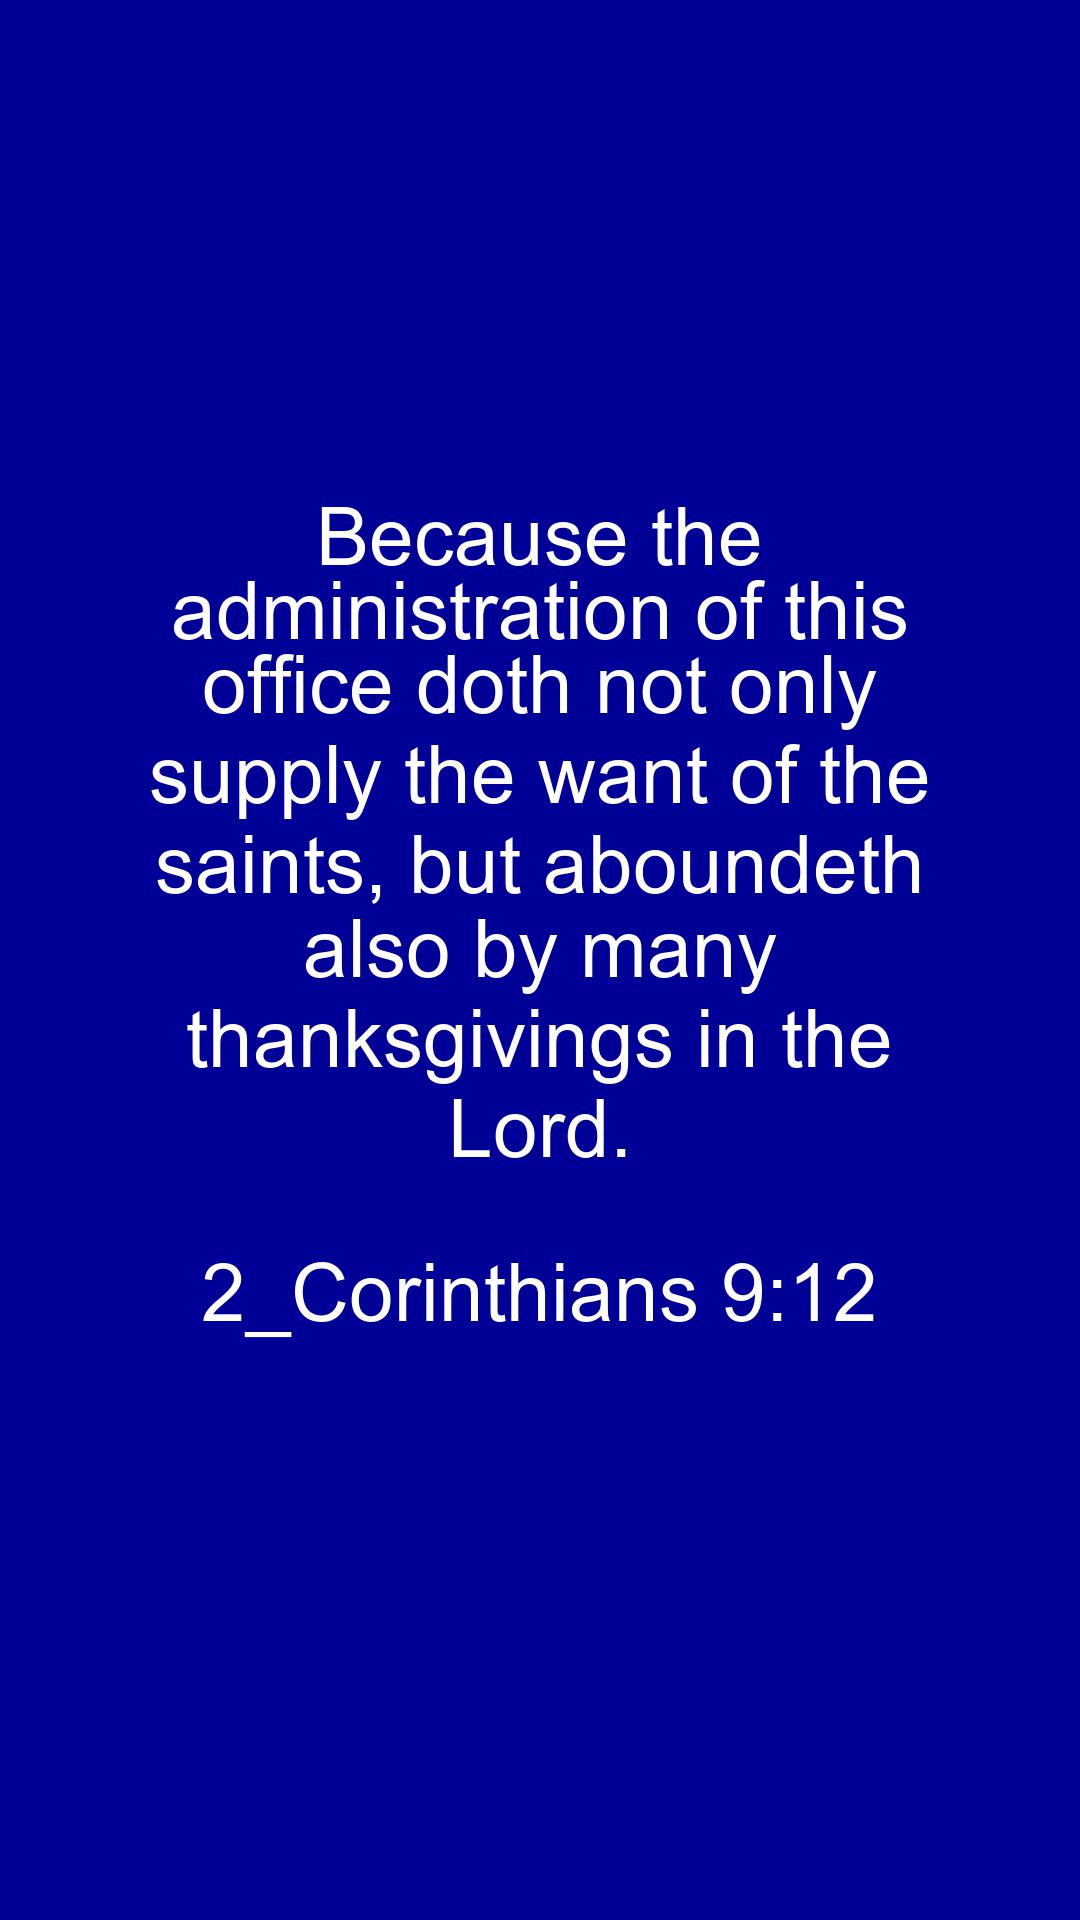 Because the
administration of this
office doth not only
supply the want of the
saints, but aboundeth
also by many
thanksgivings in the
Lord.
2_Corinthians 9:12